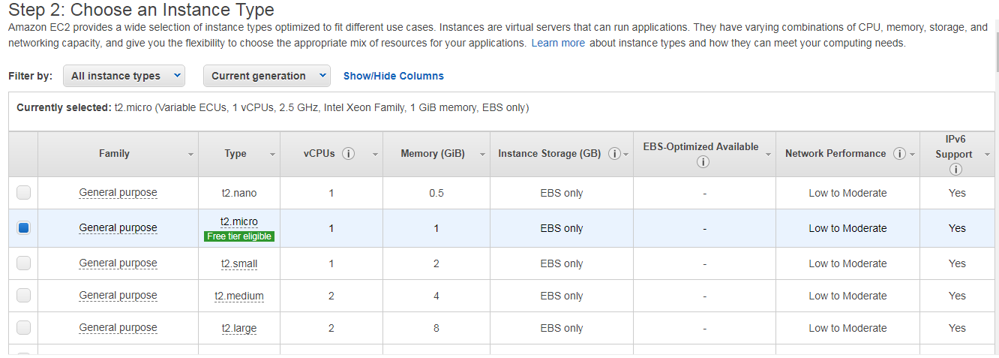 Step 2: Choose an Instance Type
Amazon EC2 provides a wide selection of instance types optimized to fit different use cases. Instances are virtual servers that can run applications. They have varying combinations of CPU, memory, storage, and
networking capacity, and give you the flexibility to choose the appropriate mix of resources for your applications. Learn more about instance types and how they can meet your computing needs.
Filter by: All instance types Current generation Show/Hide Columns
Currently selected: t2.micro (Variable ECUs, 1 vCPUs, 2.5 GHz, Intel Xeon Family, 1 GiB memory, EBS only)
Family Type vCPUs Memory (GiB) Instance Storage (GB) EBS-Optimized Available Network Performance IPv6 Support
General purpose t2.nano 1 0.5 EBS only - Low to Moderate Yes
General purpose t2.micro Free tier eligible 1 1 EBS only - Low to Moderate Yes
General purpose t2.small 1 2 EBS only - Low to Moderate Yes
General purpose t2.medium 2 4 EBS only - Low to Moderate Yes
General purpose t2.large 2 8 EBS only - Low to Moderate Yes